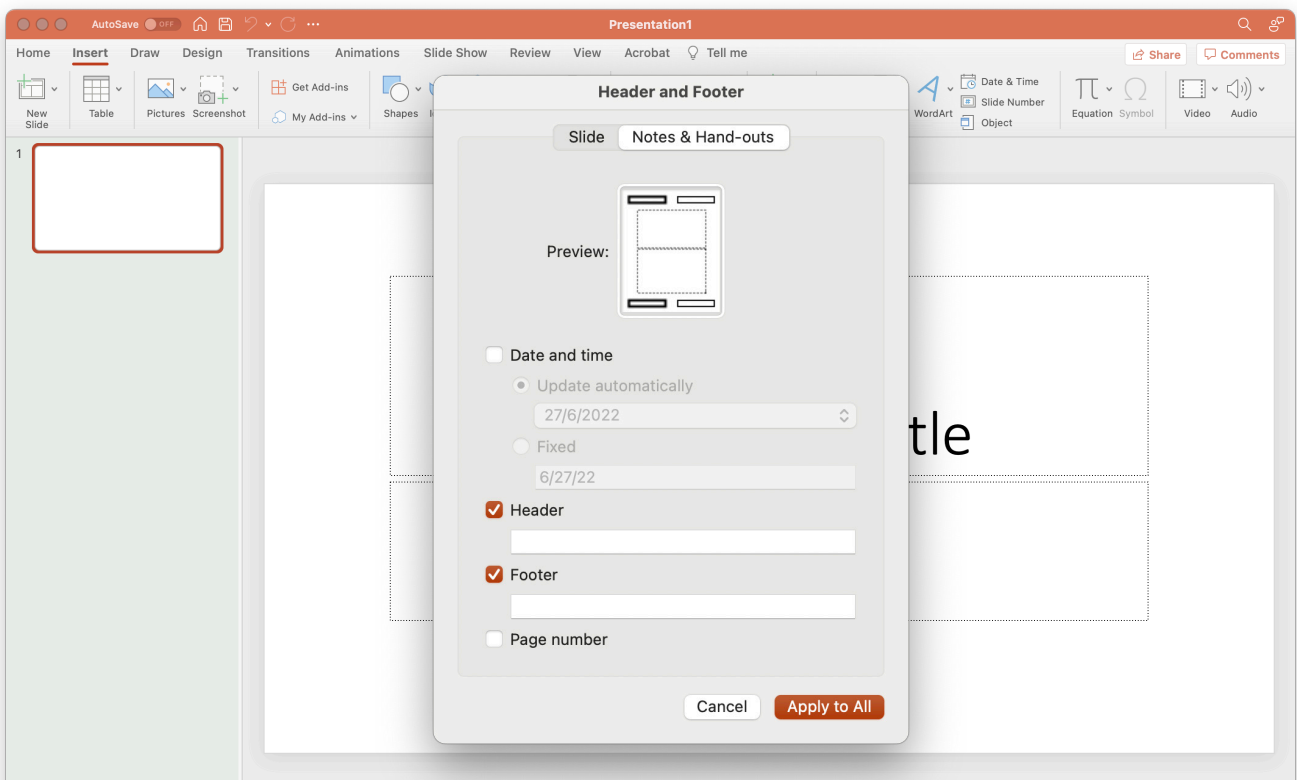 AutoSave OFF
Presentation1
Home Insert Draw Design Transitions Animations Slide Show Review View Acrobat Tell me
Share Comments
New
Slide
Table
Pictures
Screenshot
Get Add-ins
My Add-ins
Shapes
WordArt
Date & Time
Slide Number
Object
Equation
Symbol
Video
Audio
1
Header and Footer
Slide Notes & Hand-outs
Preview:
Date and time
Update automatically
27/6/2022
Fixed
6/27/22
Header
Footer
Page number
Cancel Apply to All
tle